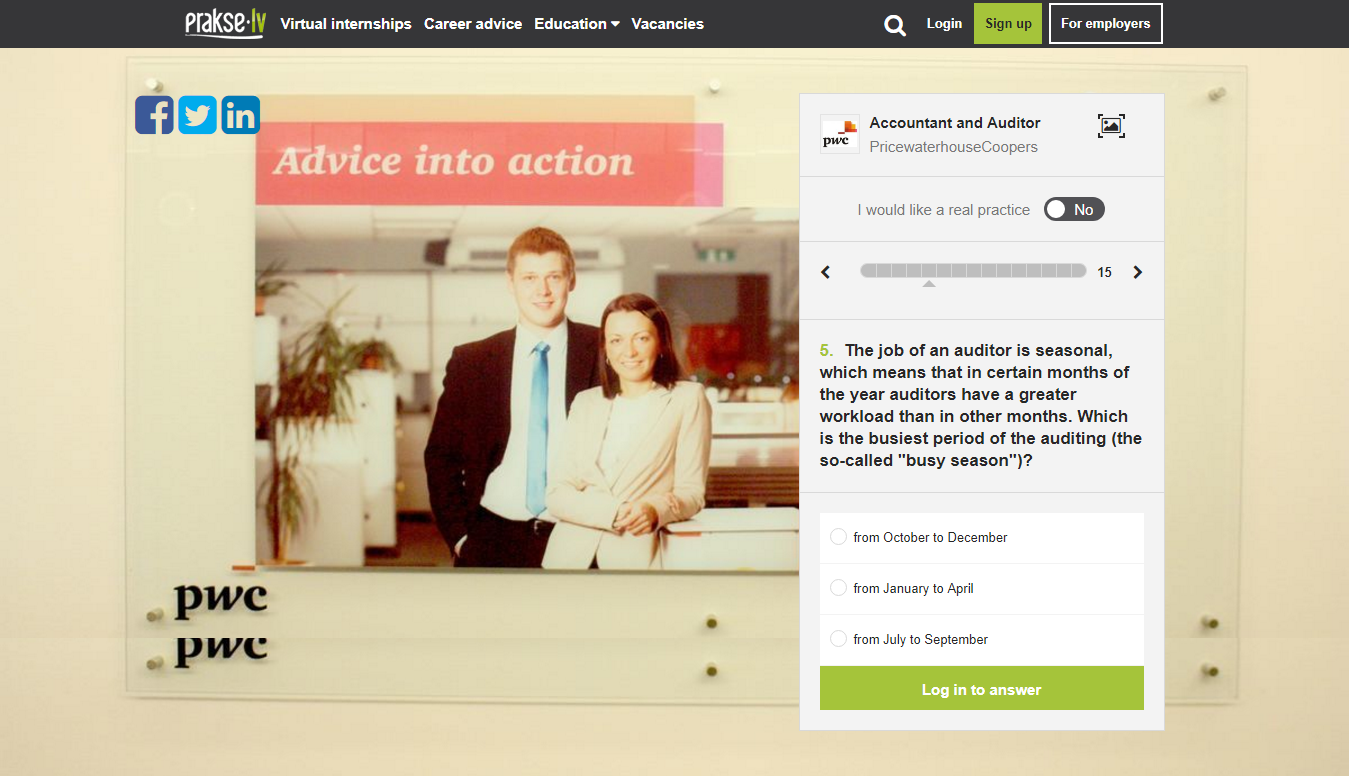 Prakse.lv Virtual internships Career advice Education Vacancies Login Sign up For employers
Advice into action
pwc
pwc
pwc
Accountant and Auditor
PricewaterhouseCoopers
I would like a real practice No
15
5. The job of an auditor is seasonal,
which means that in certain months of
the year auditors have a greater
workload than in other months. Which
is the busiest period of the auditing (the
so-called "busy season")?
from October to December
from January to April
from July to September
Log in to answer